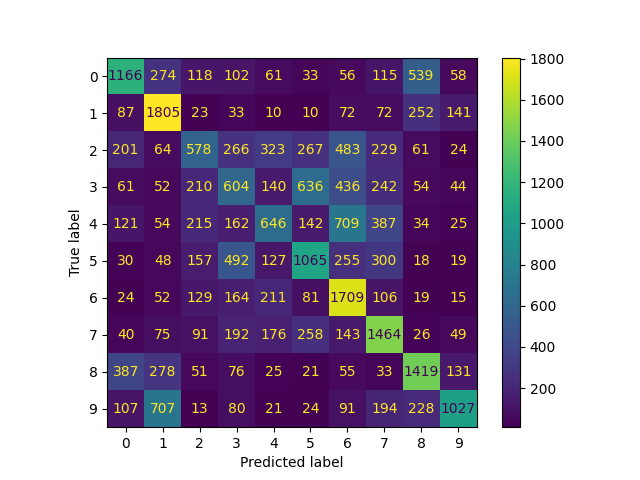 0 1166 274 118 102 61 33 56 115 539 58
1 87 1805 23 33 10 10 72 72 252 141
2 201 64 578 266 323 267 483 229 61 24
3 61 52 210 604 140 636 436 242 54 44
4 121 54 215 162 646 142 709 387 34 25
5 30 48 157 492 127 1065 255 300 18 19
6 24 52 129 164 211 81 1709 106 19 15
7 40 75 91 192 176 258 143 1464 26 49
8 387 278 51 76 25 21 55 33 1419 131
9 107 707 13 80 21 24 91 194 228 1027
0 1 2 3 4 5 6 7 8 9
Predicted label
True label
1800
1600
1400
1200
1000
800
600
400
200